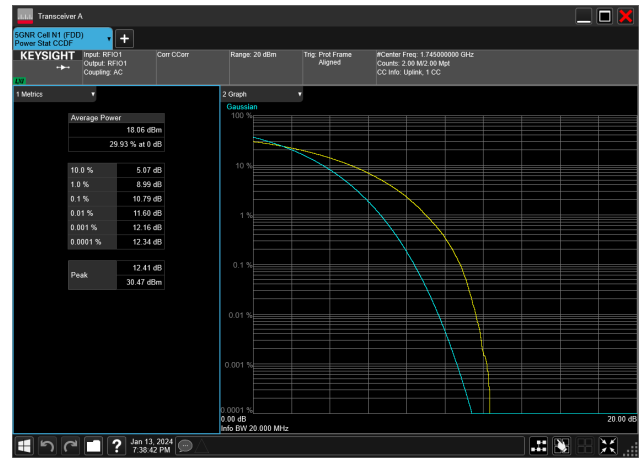 Transceiver A
5GNR Cell N1 (FDD)
Power Stat CCDF
KEYSIGHT
Input: RFIO1
Output: RFIO1
Coupling: AC
Corr CCorr
Range: 20 dBm
Trig: Prot Frame
Aligned
#Center Freq: 1.745000000 GHz
Counts: 2.00 M/2.00 Mpt
CC Info: Uplink, 1 CC
1 Metrics
Average Power
18.06 dBm
29.93 % at 0 dB
10.0 % 5.07 dB
1.0 % 8.99 dB
0.1 % 10.79 dB
0.01 % 11.60 dB
0.001 % 12.16 dB
0.0001 % 12.34 dB
Peak
12.41 dB
30.47 dBm
2 Graph
Gaussian
100 %
10 %
1 %
0.1 %
0.01 %
0.001 %
0.0001 %
0.00 dB
20.00 dB
Info BW 20.000 MHz
Jan 13, 2024
7:38:42 PM